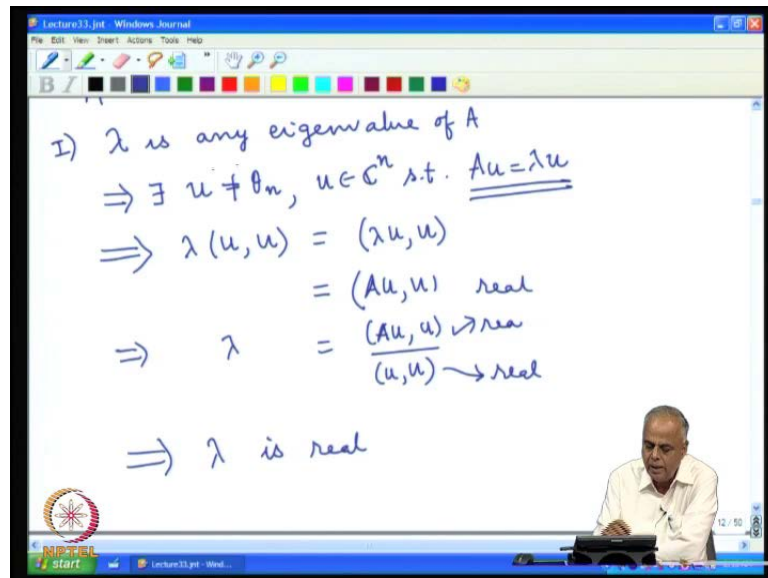 Lecture33.jnt - Windows Journal
File Edit View Insert Actions Tools Help
B I
I) λ is any eigenvalue of A
⇒ ∃ u ≠ θₙ, u ∈ ℂⁿ s.t. Au = λu
⇒ λ(u, u) = (λu, u)
= (Au, u) real
⇒ λ = (Au, u) → rea
(u, u) → real
⇒ λ is real
12 / 50
NPTEL
start Lecture33.jnt - Wind...